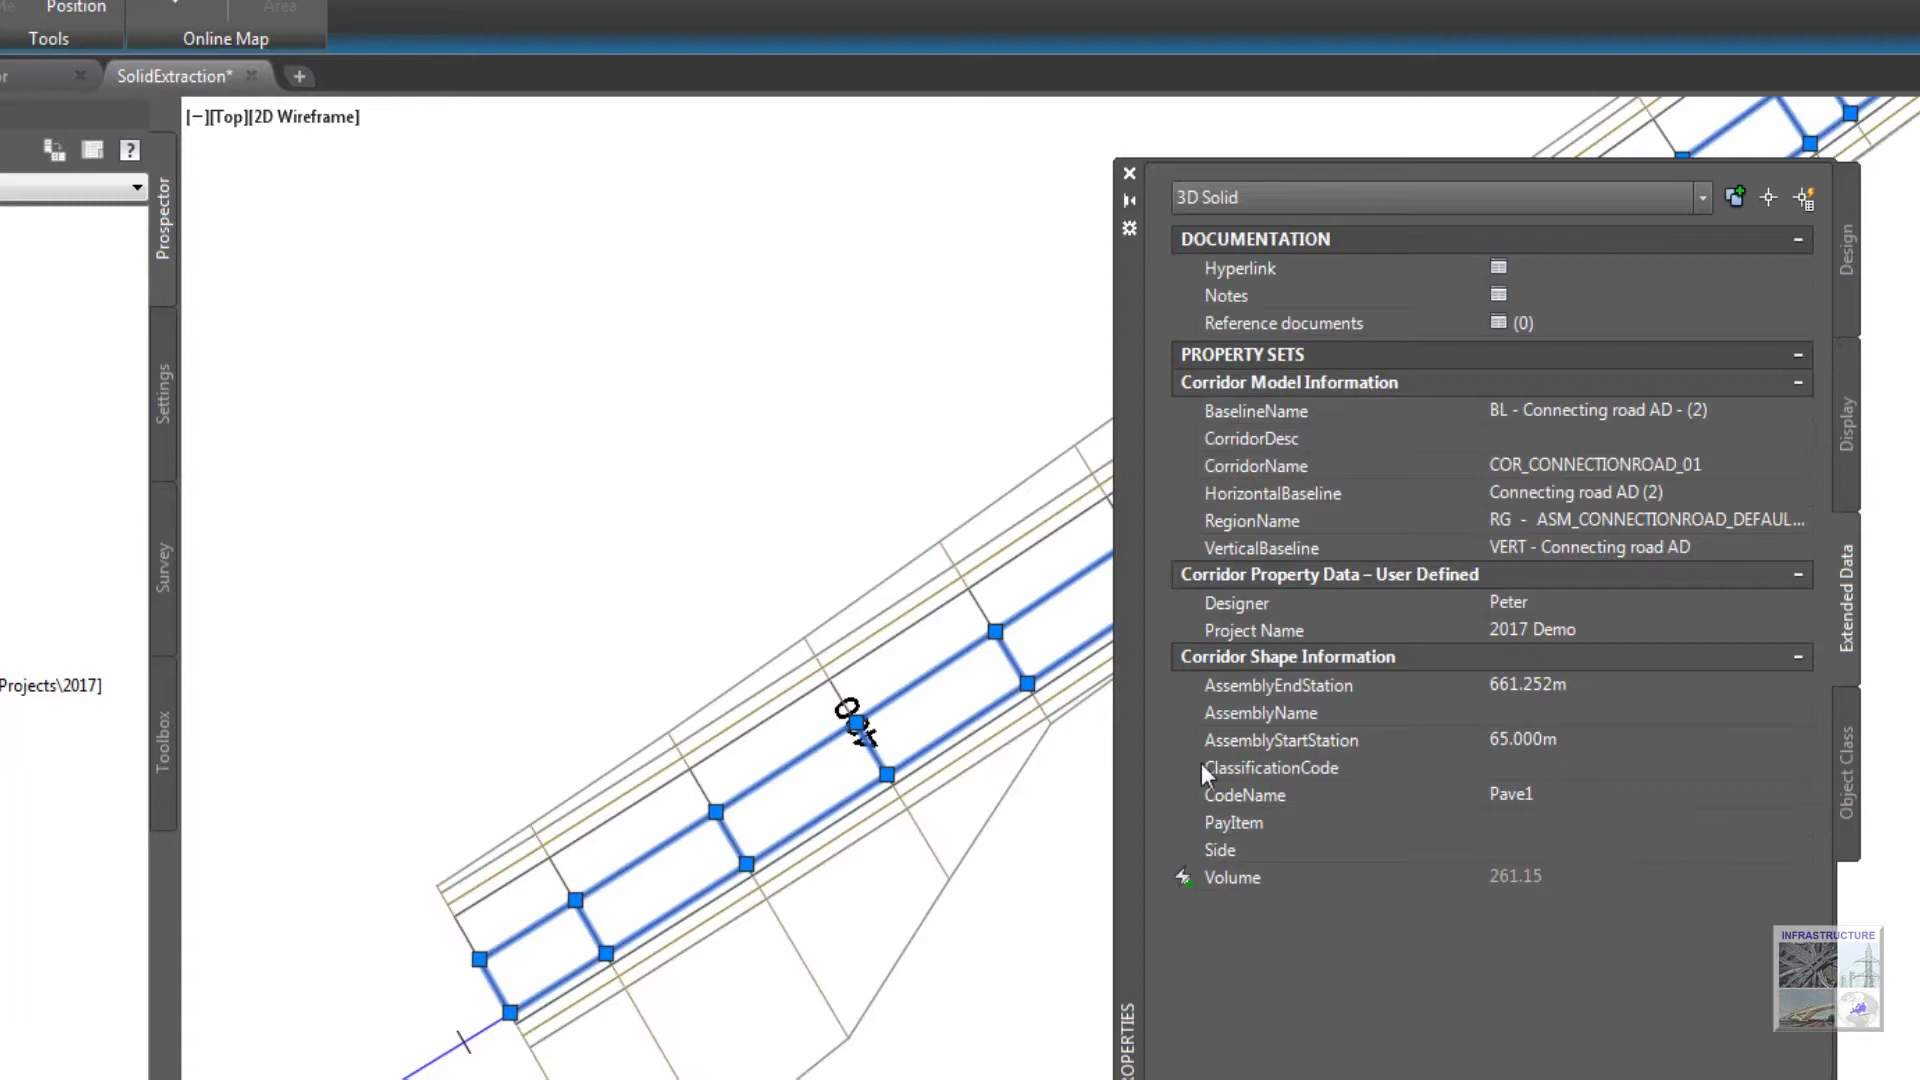 Position
Area
Tools
Online Map
SolidExtraction*
[−][Top][2D Wireframe]
?
Prospector
Settings
Survey
Toolbox
Projects\2017]
3D Solid
DOCUMENTATION
Hyperlink
Notes
Reference documents (0)
PROPERTY SETS
Corridor Model Information
BaselineName BL - Connecting road AD - (2)
CorridorDesc
CorridorName COR_CONNECTIONROAD_01
HorizontalBaseline Connecting road AD (2)
RegionName RG - ASM_CONNECTIONROAD_DEFAUL...
VerticalBaseline VERT - Connecting road AD
Corridor Property Data – User Defined
Designer Peter
Project Name 2017 Demo
Corridor Shape Information
AssemblyEndStation 661.252m
AssemblyName
AssemblyStartStation 65.000m
ClassificationCode
CodeName Pave1
PayItem
Side
Volume 261.15
Design
Display
Extended Data
Object Class
OPERTIES
INFRASTRUCTURE